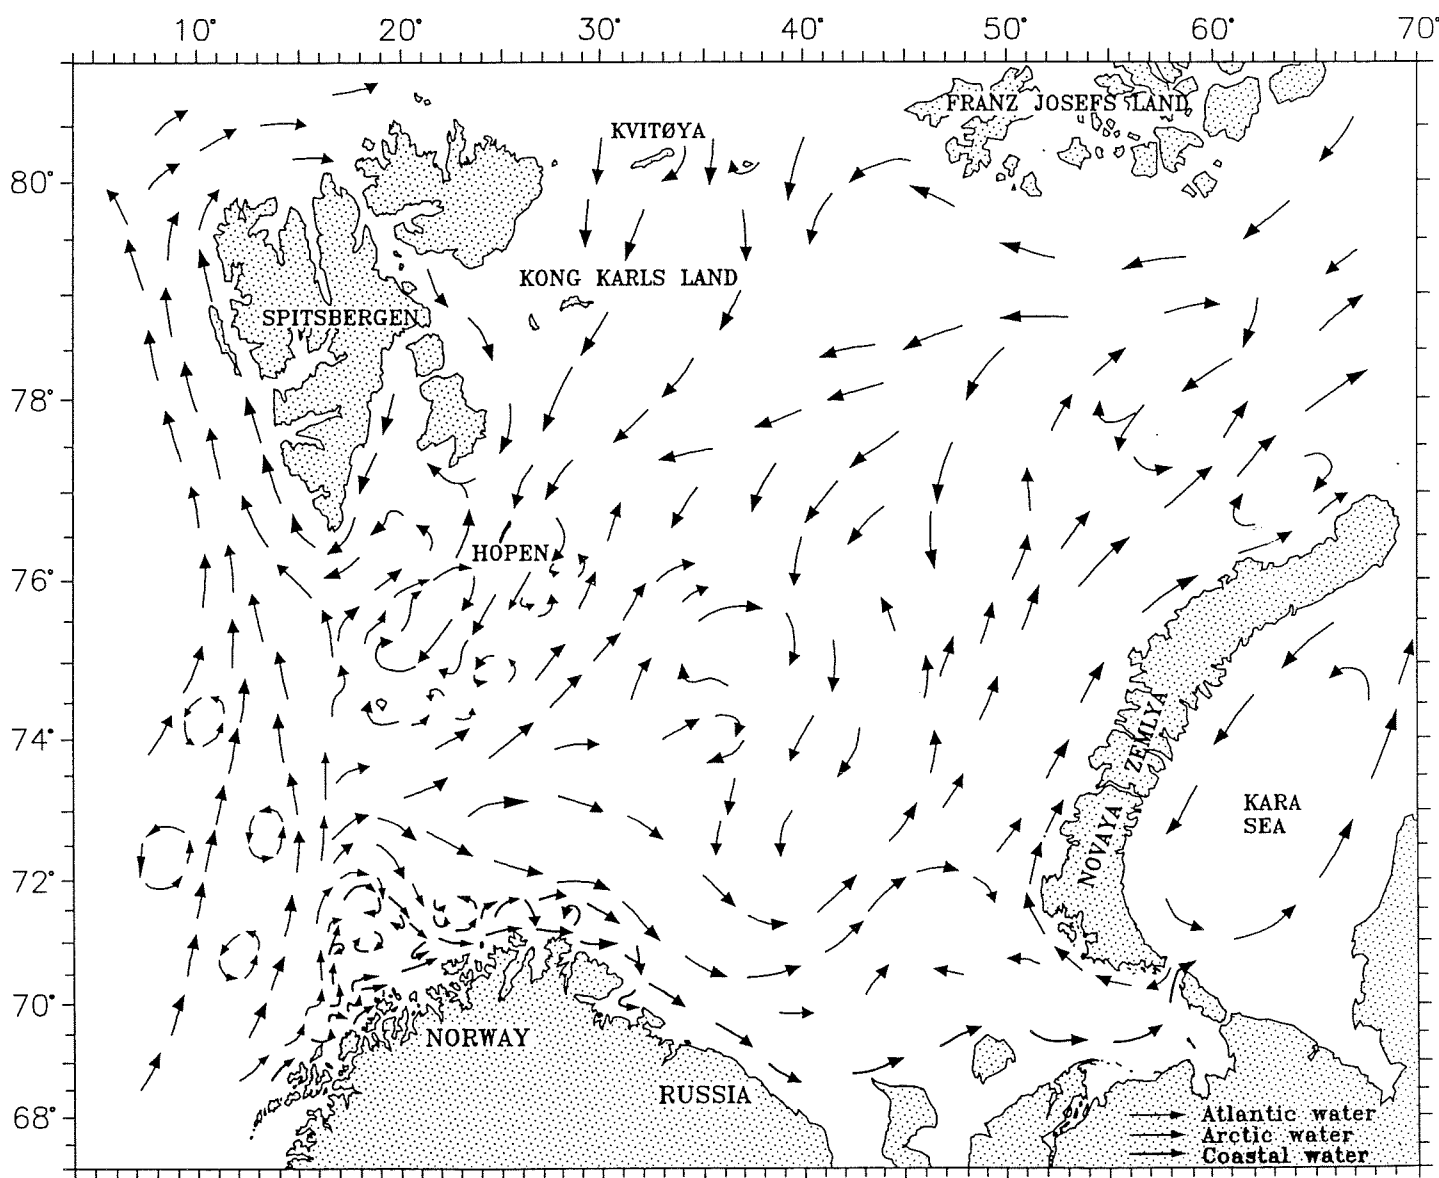 10° 20° 30° 40° 50° 60° 70°
FRANZ JOSEFS LAND
KVITØYA
80°
KONG KARLS LAND
SPITSBERGEN
78°
HOPEN
76°
74°
NOVAYA ZEMLYA
KARA
SEA
72°
70°
NORWAY
RUSSIA
68°
Atlantic water
Arctic water
Coastal water